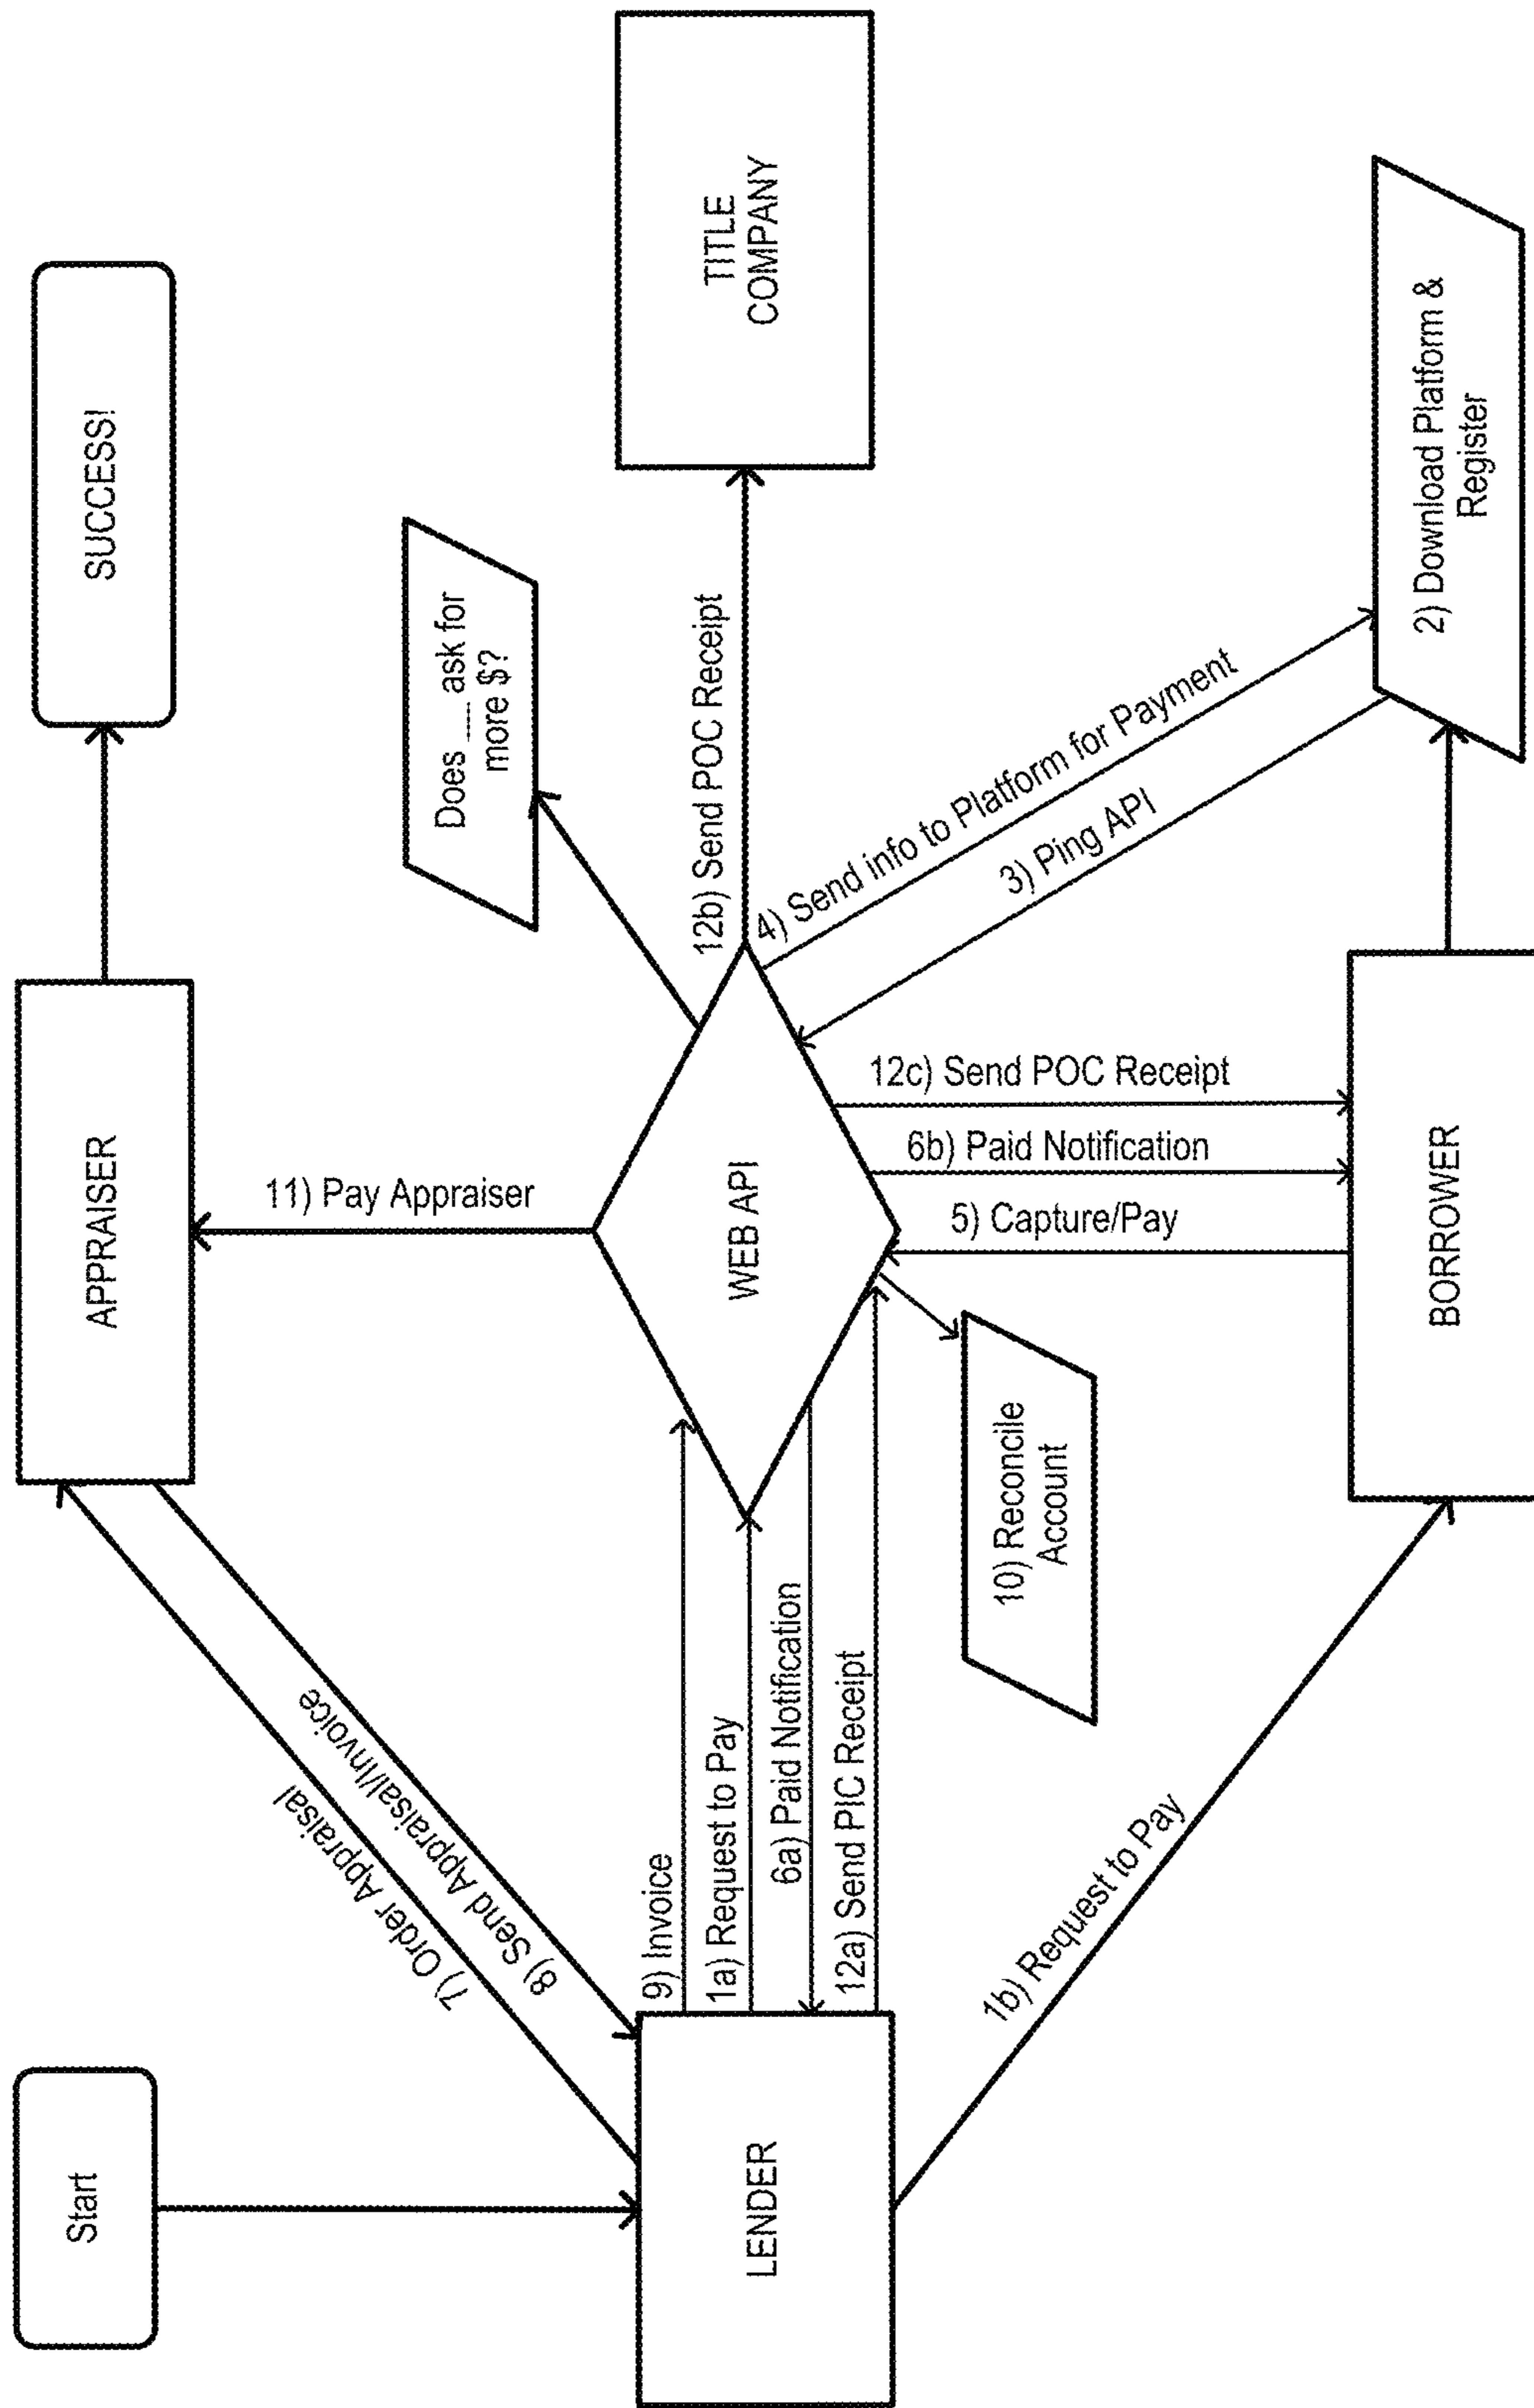 Start
SUCCESS!
APPRAISER
7) Order Appraisal
8) Send Appraisal/Invoice
11) Pay Appraiser
Does __ ask for
more $?
LENDER
9) Invoice
1a) Request to Pay
6a) Paid Notification
12a) Send PIC Receipt
WEB API
12b) Send POC Receipt
TITLE
COMPANY
4) Send info to Platform for Payment
3) Ping API
10) Reconcile
Account
5) Capture/Pay
6b) Paid Notification
12c) Send POC Receipt
1b) Request to Pay
BORROWER
2) Download Platform &
Register